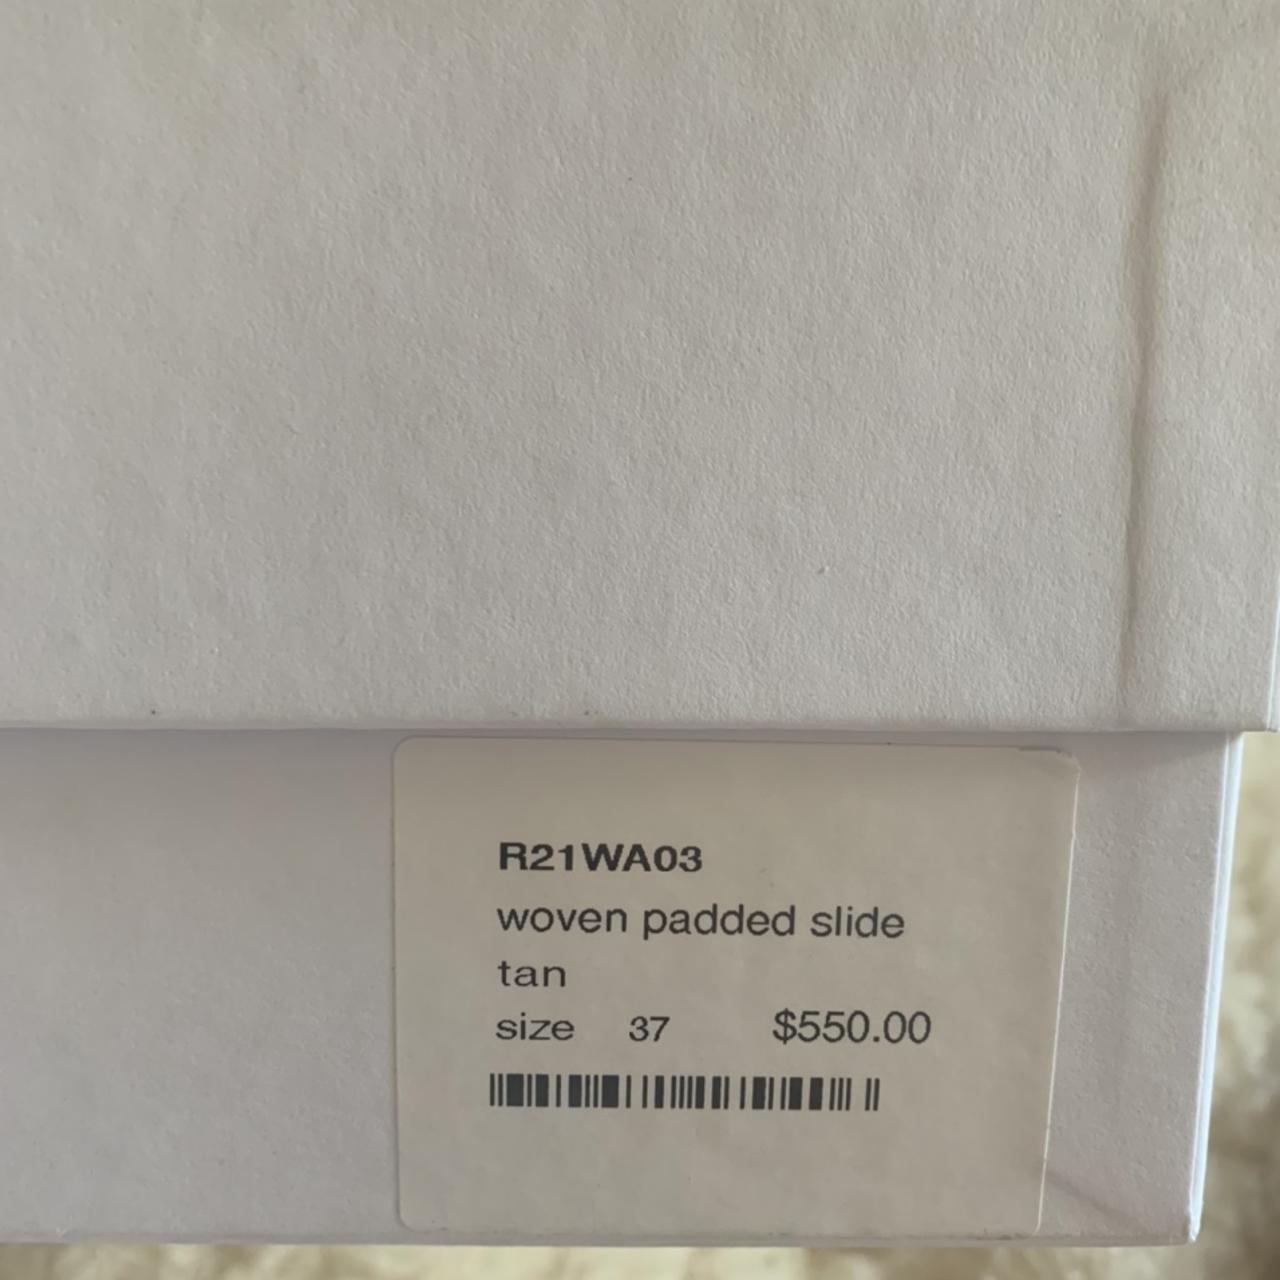 R21WA03
woven padded slide
tan
size 37 $550.00